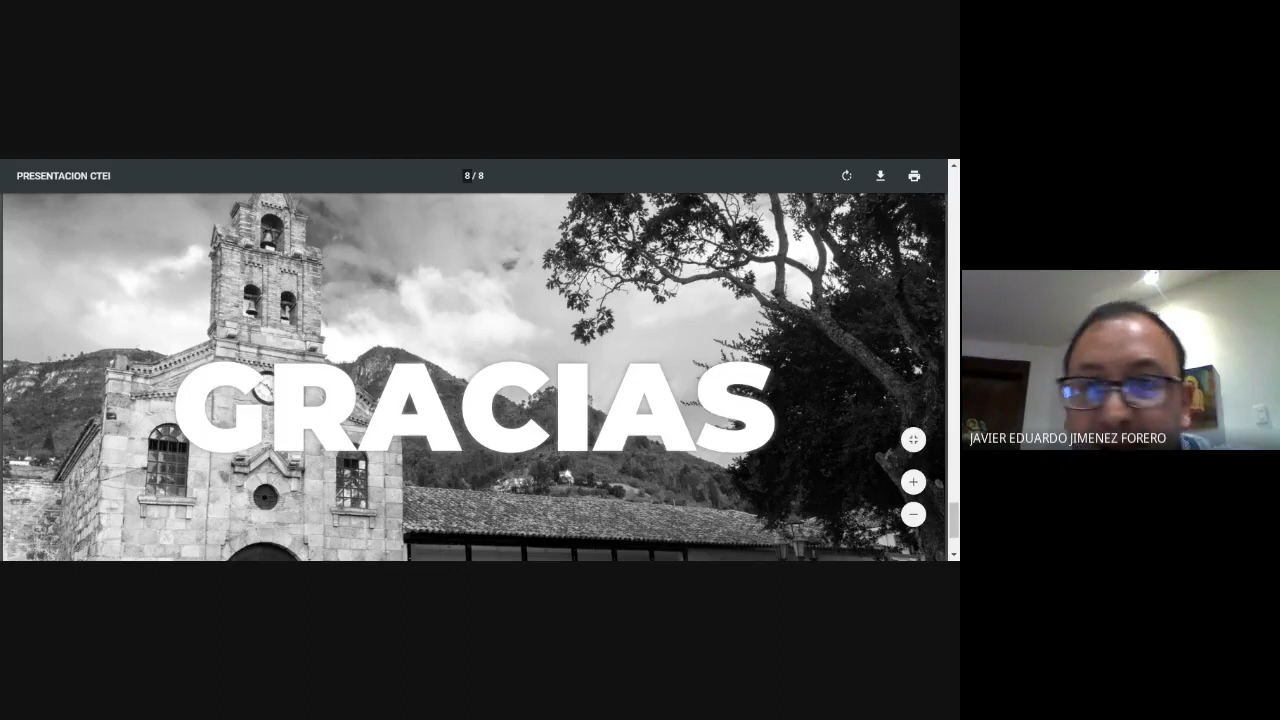 PRESENTACION CTEI
8 / 8
GRACIAS
JAVIER EDUARDO JIMENEZ FORERO